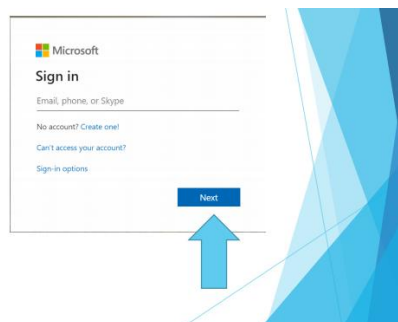 Microsoft
Sign in
Email, phone, or Skype
No account? Create one!
Can't access your account?
Sign-in options
Next